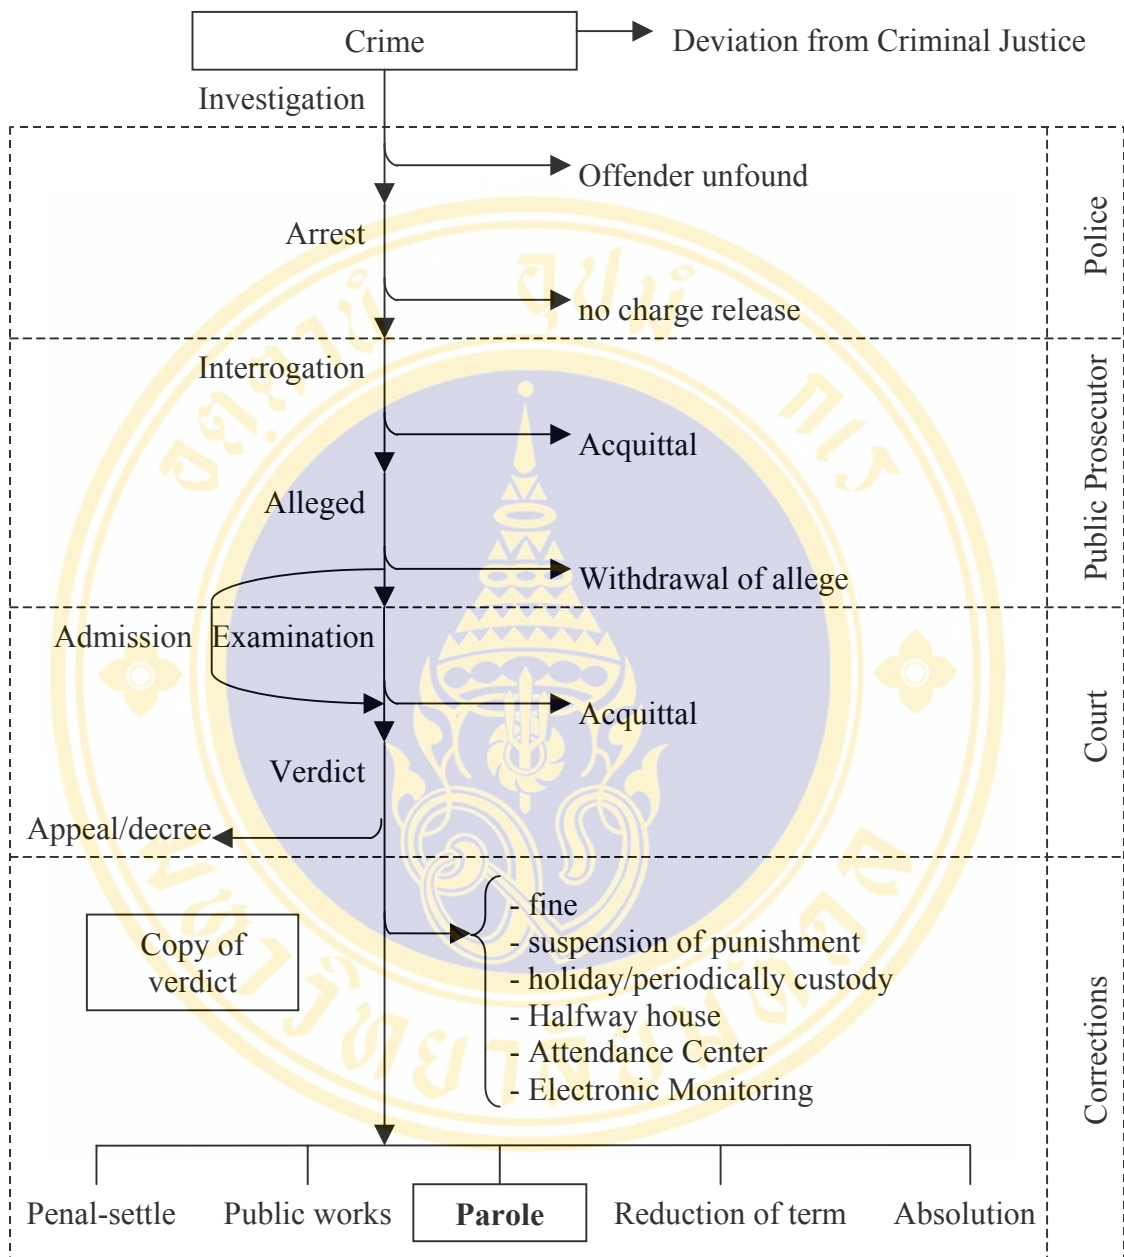 Crime
Deviation from Criminal Justice
Investigation
Offender unfound
Arrest
no charge release
Police
Interrogation
Acquittal
Alleged
Withdrawal of allege
Public Prosecutor
Admission
Examination
Acquittal
Verdict
Appeal/decree
Court
Copy of
verdict
- fine
- suspension of punishment
- holiday/periodically custody
- Halfway house
- Attendance Center
- Electronic Monitoring
Corrections
Penal-settle
Public works
Parole
Reduction of term
Absolution